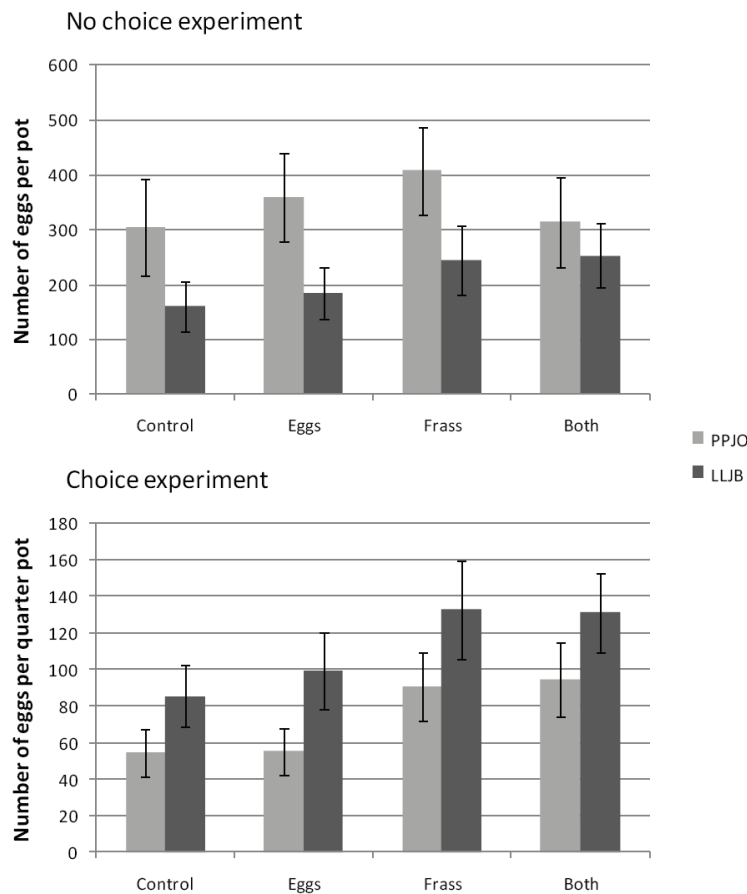 No choice experiment
Number of eggs per pot
600
500
400
300
200
100
0
Control Eggs Frass Both
PPJO
LLJB
Choice experiment
Number of eggs per quarter pot
180
160
140
120
100
80
60
40
20
0
Control Eggs Frass Both